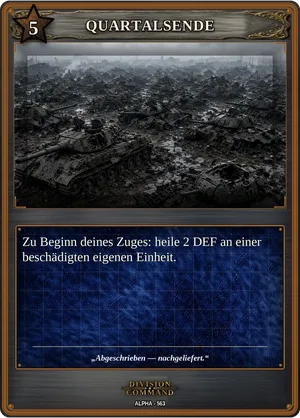 5
QUARTALSENDE
Zu Beginn deines Zuges: heile 2 DEF an einer
beschädigten eigenen Einheit.
„Abgeschrieben — nachgeliefert.“
DIVISION
COMMAND
ALPHA - 563